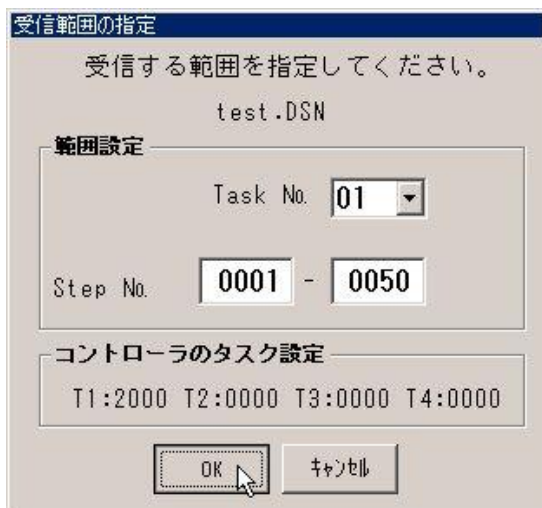 受信範囲の指定
受信する範囲を指定してください。
test.DSN
範囲設定
Task No. 01
Step No. 0001 - 0050
コントローラのタスク設定
T1:2000 T2:0000 T3:0000 T4:0000
OK ｷｬﾝｾﾙ